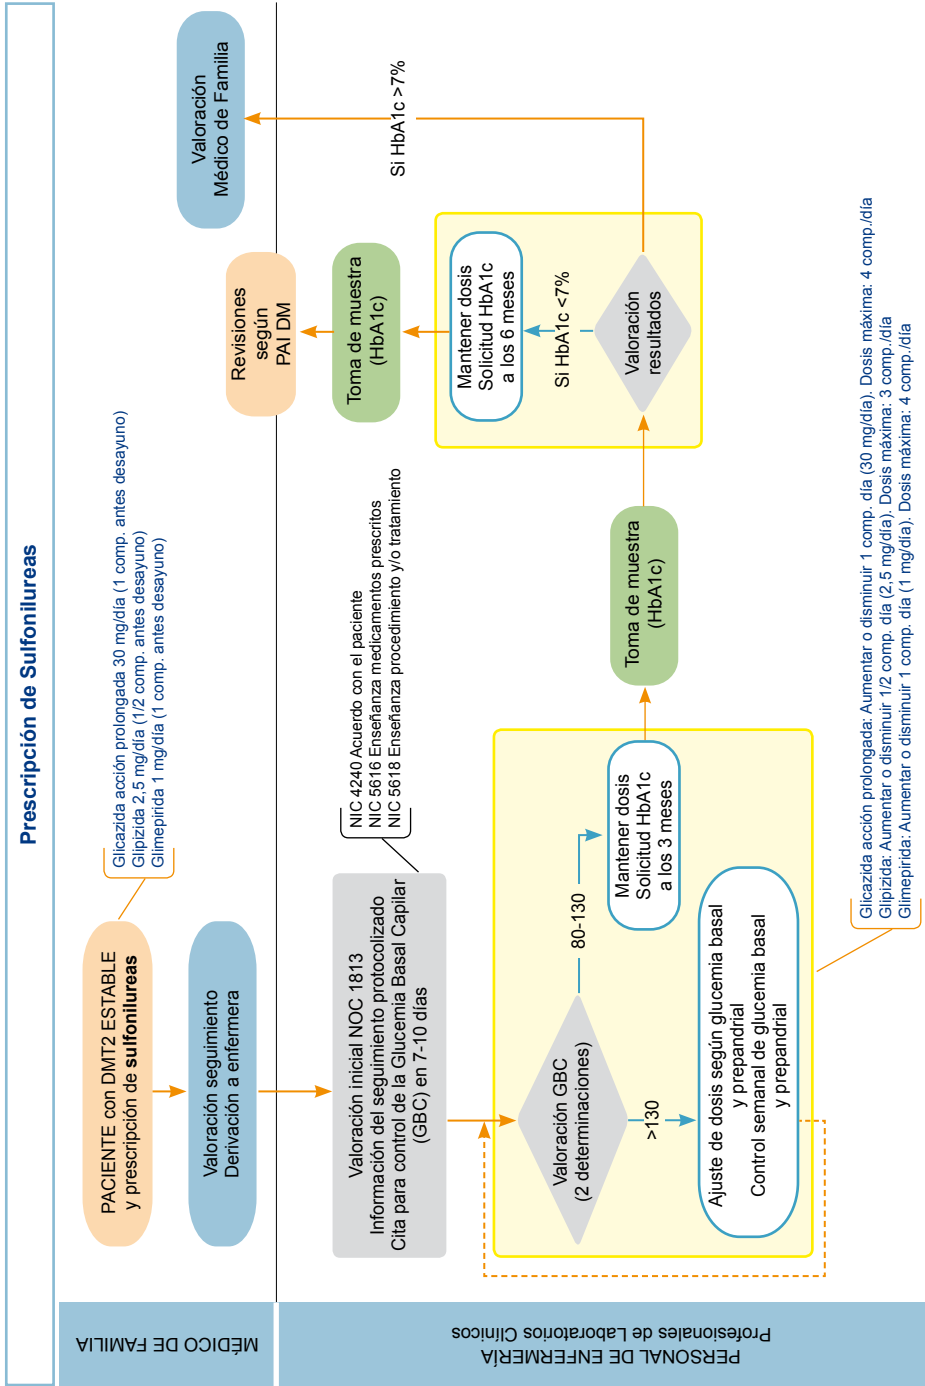 Prescripción de Sulfonilureas
MÉDICO DE FAMILIA
PACIENTE con DMT2 ESTABLE
y prescripción de sulfonilureas
Glicazida acción prolongada 30 mg/día (1 comp. antes desayuno)
Glipizida 2,5 mg/día (1/2 comp. antes desayuno)
Glimepirida 1 mg/día (1 comp. antes desayuno)
Valoración seguimiento
Derivación a enfermera
Valoración
Médico de Familia
PERSONAL DE ENFERMERÍA
Profesionales de Laboratorios Clínicos
Valoración inicial NOC 1813
Información del seguimiento protocolizado
Cita para control de la Glucemia Basal Capilar
(GBC) en 7-10 días
NIC 4240 Acuerdo con el paciente
NIC 5616 Enseñanza medicamentos prescritos
NIC 5618 Enseñanza procedimiento y/o tratamiento
Valoración GBC
(2 determinaciones)
80-130
>130
Mantener dosis
Solicitud HbA1c
a los 3 meses
Ajuste de dosis según glucemia basal
y prepandrial
Control semanal de glucemia basal
y prepandrial
Toma de muestra
(HbA1c)
Valoración
resultados
Si HbA1c <7%
Si HbA1c >7%
Mantener dosis
Solicitud HbA1c
a los 6 meses
Toma de muestra
(HbA1c)
Revisiones
según
PAI DM
Glicazida acción prolongada: Aumentar o disminuir 1 comp. día (30 mg/día). Dosis máxima: 4 comp./día
Glipizida: Aumentar o disminuir 1/2 comp. día (2,5 mg/día). Dosis máxima: 3 comp./día
Glimepirida: Aumentar o disminuir 1 comp. día (1 mg/día). Dosis máxima: 4 comp./día